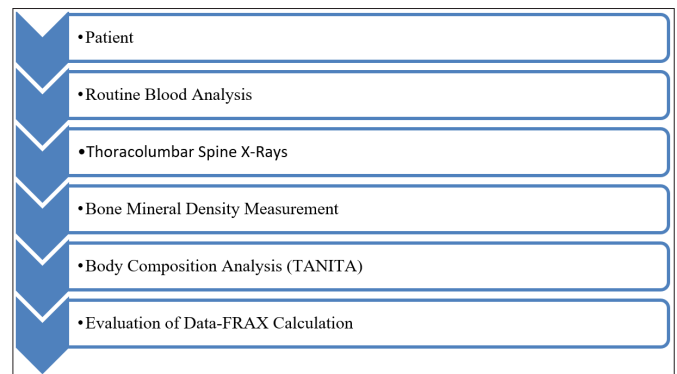 •Patient
•Routine Blood Analysis
•Thoracolumbar Spine X-Rays
•Bone Mineral Density Measurement
•Body Composition Analysis (TANITA)
•Evaluation of Data-FRAX Calculation